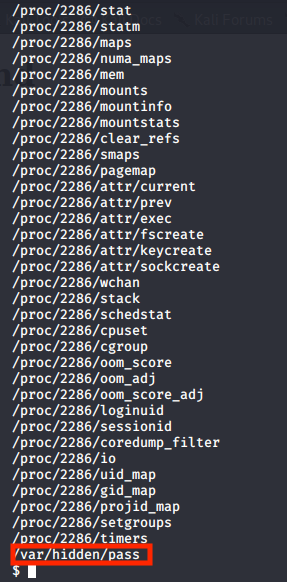 /proc/2286/stat
/proc/2286/statm
/proc/2286/maps
/proc/2286/numa_maps
/proc/2286/mem
/proc/2286/mounts
/proc/2286/mountinfo
/proc/2286/mountstats
/proc/2286/clear_refs
/proc/2286/smaps
/proc/2286/pagemap
/proc/2286/attr/current
/proc/2286/attr/prev
/proc/2286/attr/exec
/proc/2286/attr/fscreate
/proc/2286/attr/keycreate
/proc/2286/attr/sockcreate
/proc/2286/wchan
/proc/2286/stack
/proc/2286/schedstat
/proc/2286/cpuset
/proc/2286/cgroup
/proc/2286/oom_score
/proc/2286/oom_adj
/proc/2286/oom_score_adj
/proc/2286/loginuid
/proc/2286/sessionid
/proc/2286/coredump_filter
/proc/2286/io
/proc/2286/uid_map
/proc/2286/gid_map
/proc/2286/projid_map
/proc/2286/setgroups
/proc/2286/timers
/var/hidden/pass
$